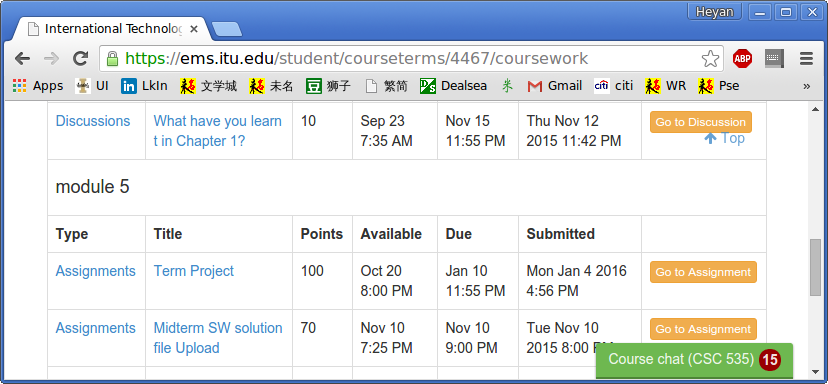 Heyan
International Technolog
https://ems.itu.edu/student/courseterms/4467/coursework
ABP
Apps UI in LkIn 文学城 未名 豆 狮子 繁简 Dealsea Gmail citi citi WR Pse »
Discussions What have you learn 10 Sep 23 Nov 15 Thu Nov 12 Go to Discussion
t in Chapter 1? 7:35 AM 11:55 PM 2015 11:42 PM Top
module 5
Type Title Points Available Due Submitted
Assignments Term Project 100 Oct 20 Jan 10 Mon Jan 4 2016 Go to Assignment
8:00 PM 11:55 PM 4:56 PM
Assignments Midterm SW solution 70 Nov 10 Nov 10 Tue Nov 10 Go to Assignment
file Upload 7:25 PM 9:00 PM 2015 8:00 PM
Course chat (CSC 535) 15